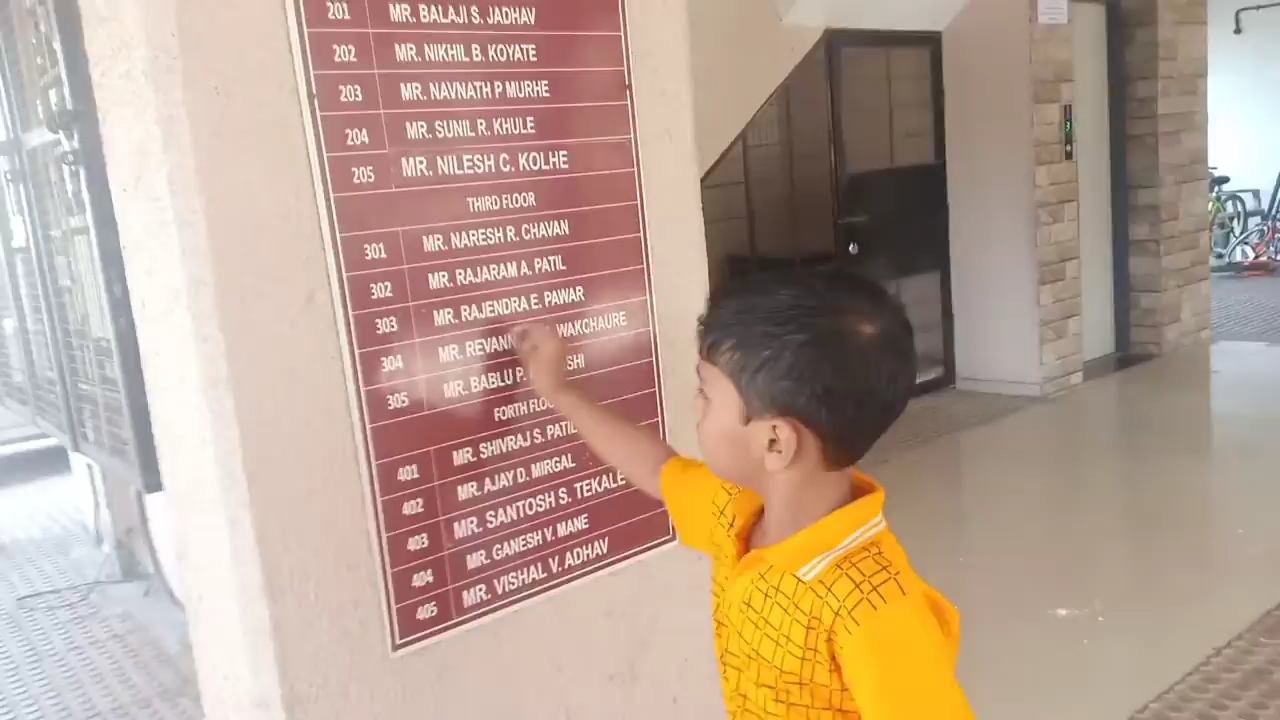 201 MR. BALAJI S. JADHAV
202 MR. NIKHIL B. KOYATE
203 MR. NAVNATH P MURHE
204 MR. SUNIL R. KHULE
205 MR. NILESH C. KOLHE
THIRD FLOOR
301 MR. NARESH R. CHAVAN
302 MR. RAJARAM A. PATIL
303 MR. RAJENDRA E. PAWAR
304 MR. WAKCHAURE
305 MR. BABLU P.
FORTH
401 MR. SHIVRAJ S. PATIL
402 MR. AJAY D. MIRGAL
403 MR. SANTOSH S. TEKALE
404 MR. GANESH V. MANE
405 MR. VISHAL V. ADHAV
3